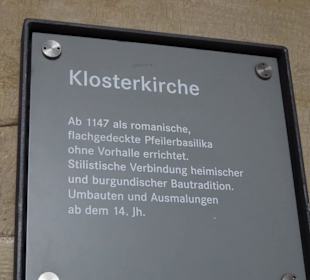 Klosterkirche
Ab 1147 als romanische,
flachgedeckte Pfeilerbasilika
ohne Vorhalle errichtet.
Stilistische Verbindung heimischer
und burgundischer Bautradition.
Umbauten und Ausmalungen
ab dem 14. Jh.